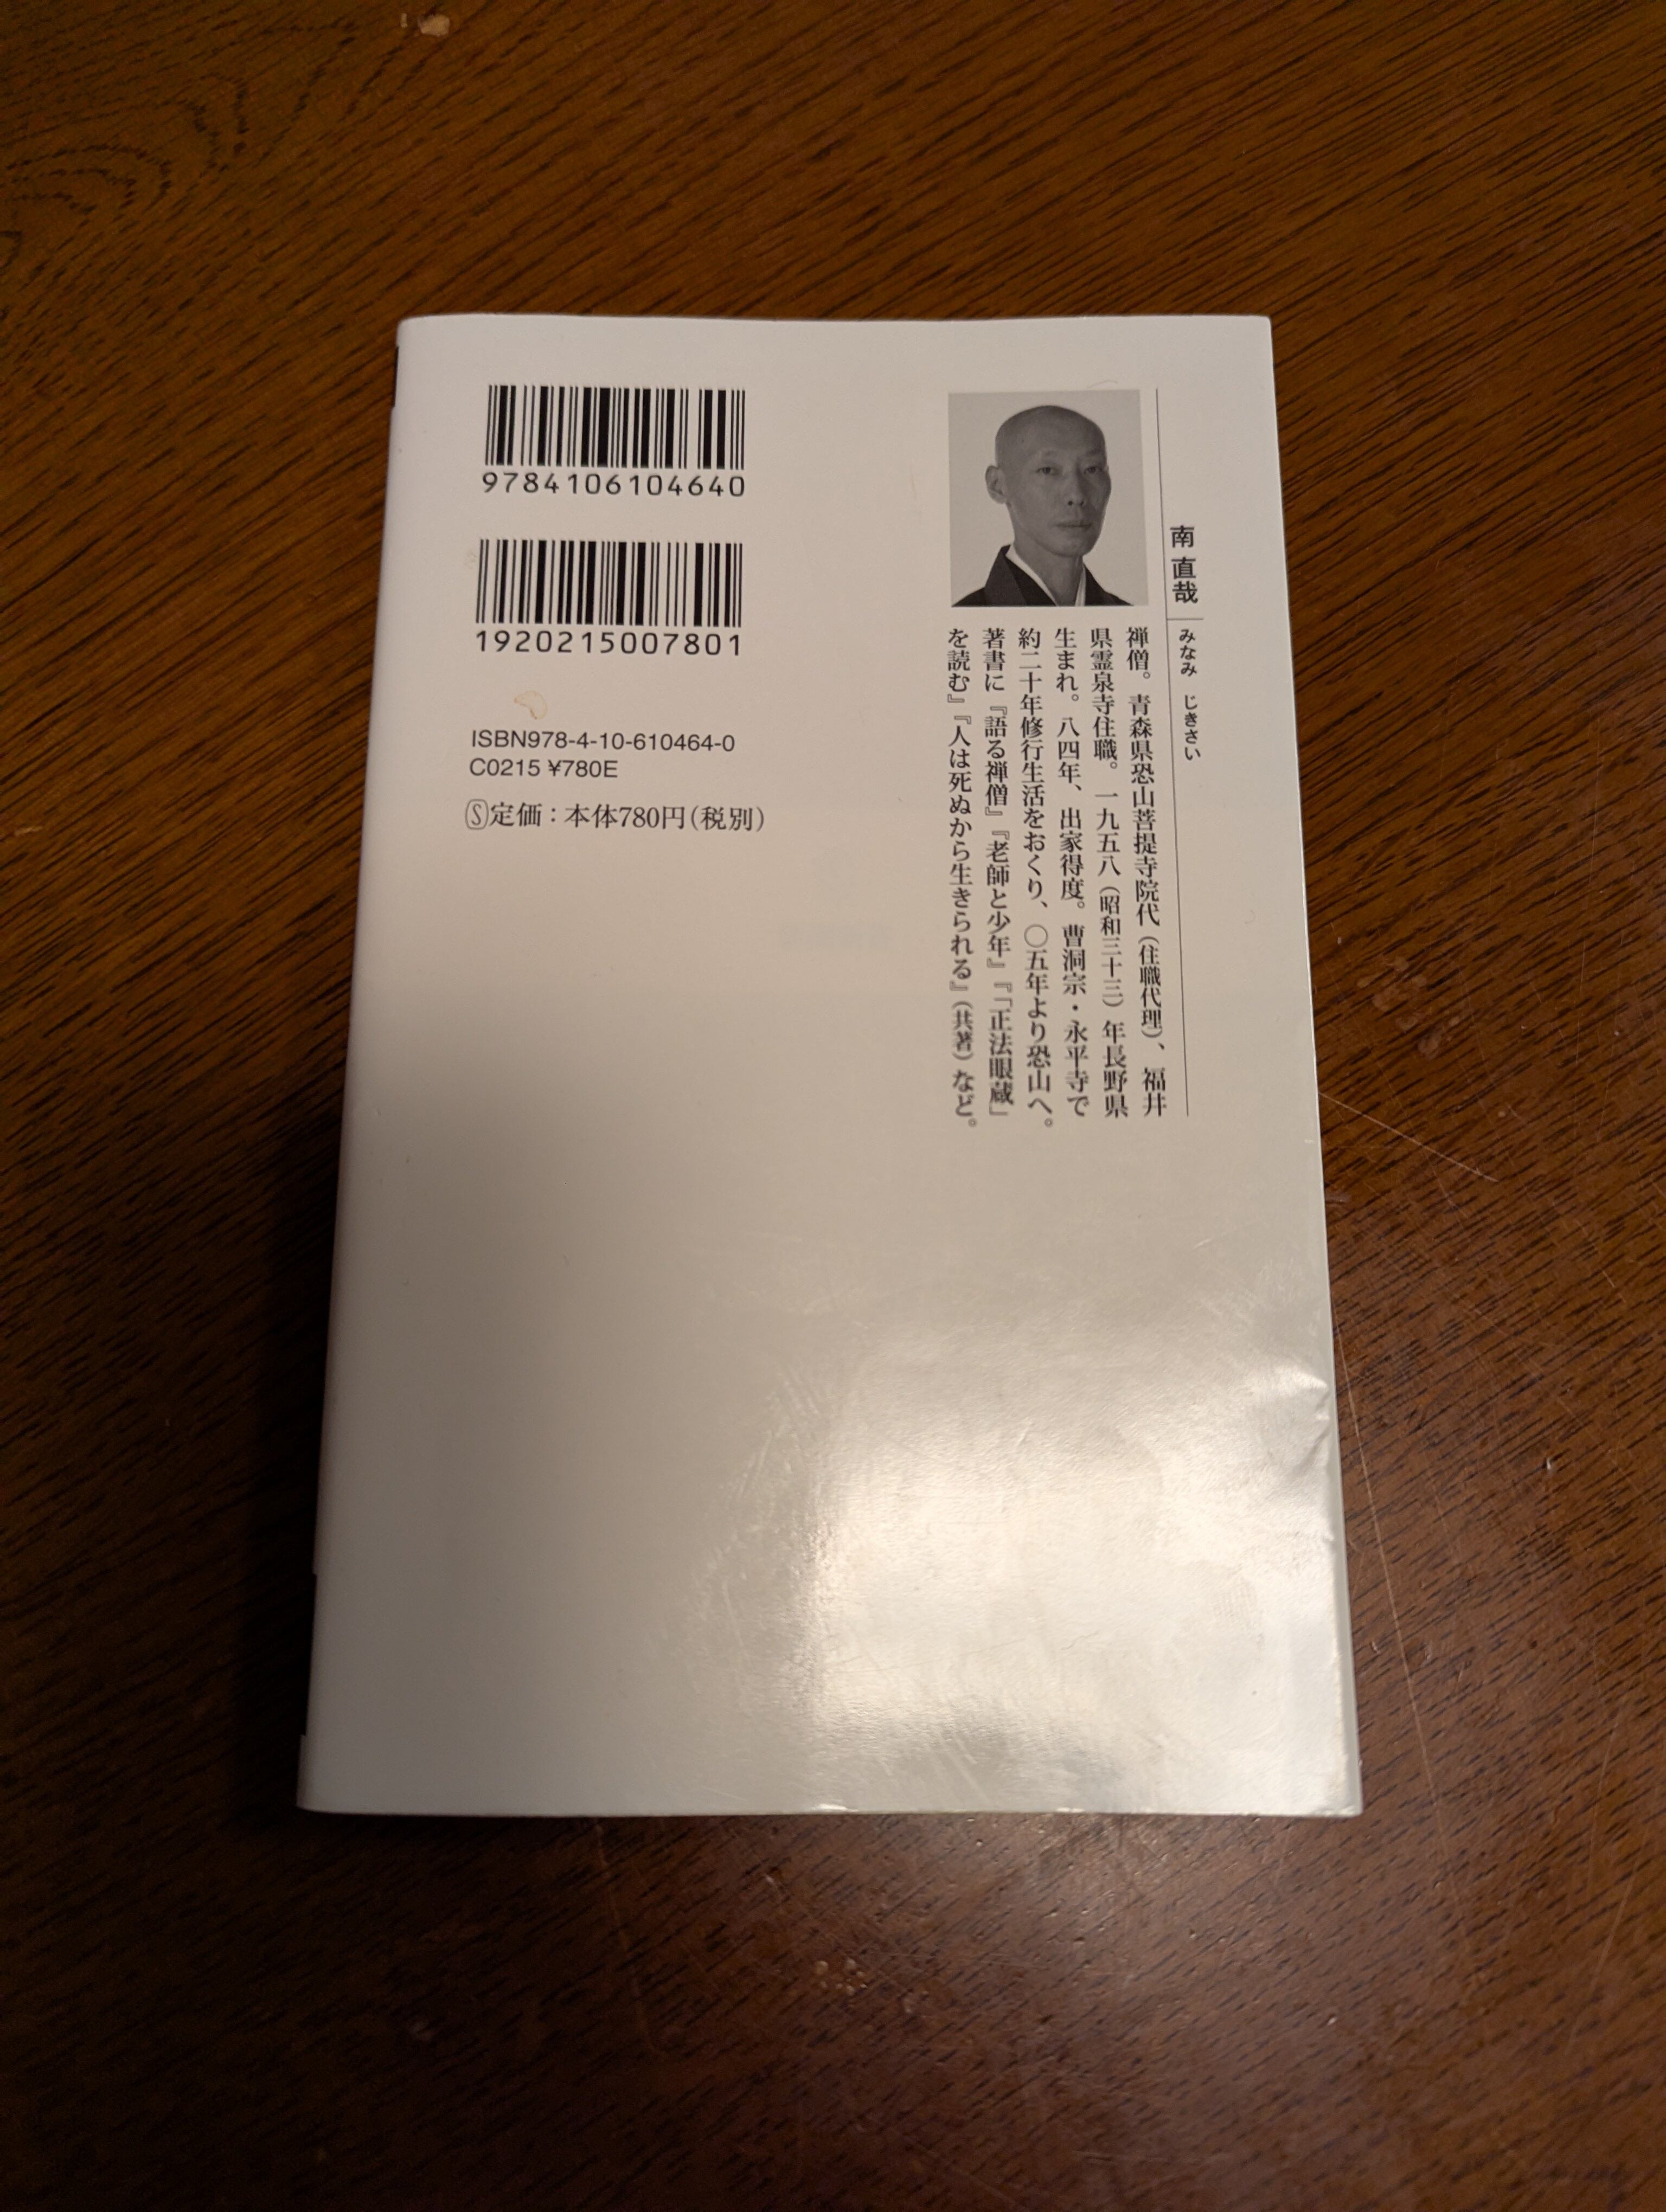 9784106104640
1920215007801
ISBN978-4-10-610464-0
C0215 ¥780E
Ⓢ定価：本体780円（税別）
南 直哉 みなみ じきさい
禅僧。青森県恐山菩提寺院代（住職代理）、福井
県霊泉寺住職。一九五八（昭和三十三）年長野県
生まれ。八四年、出家得度。曹洞宗・永平寺で
約二十年修行生活をおくり、〇五年より恐山へ。
著書に『語る禅僧』『老師と少年』『「正法眼蔵」
を読む』『人は死ぬから生きられる』（共著）など。